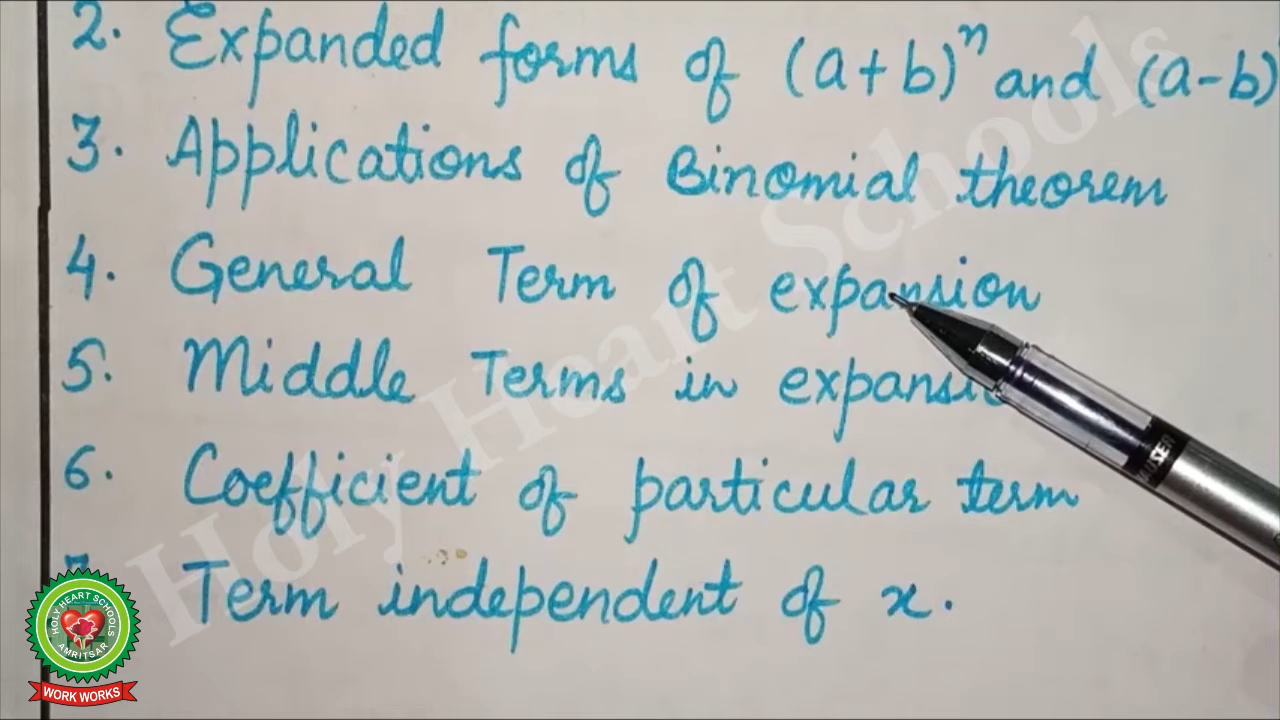 2. Expanded forms of (a+b)ⁿ and (a-b)
3. Applications of Binomial theorem
4. General Term of expansion
5. Middle Terms in
6. Coefficient of particular term
Term independent of x.
Holy Heart Schools
HOLY HEART SCHOOLS
AMRITSAR
WORK WORKS